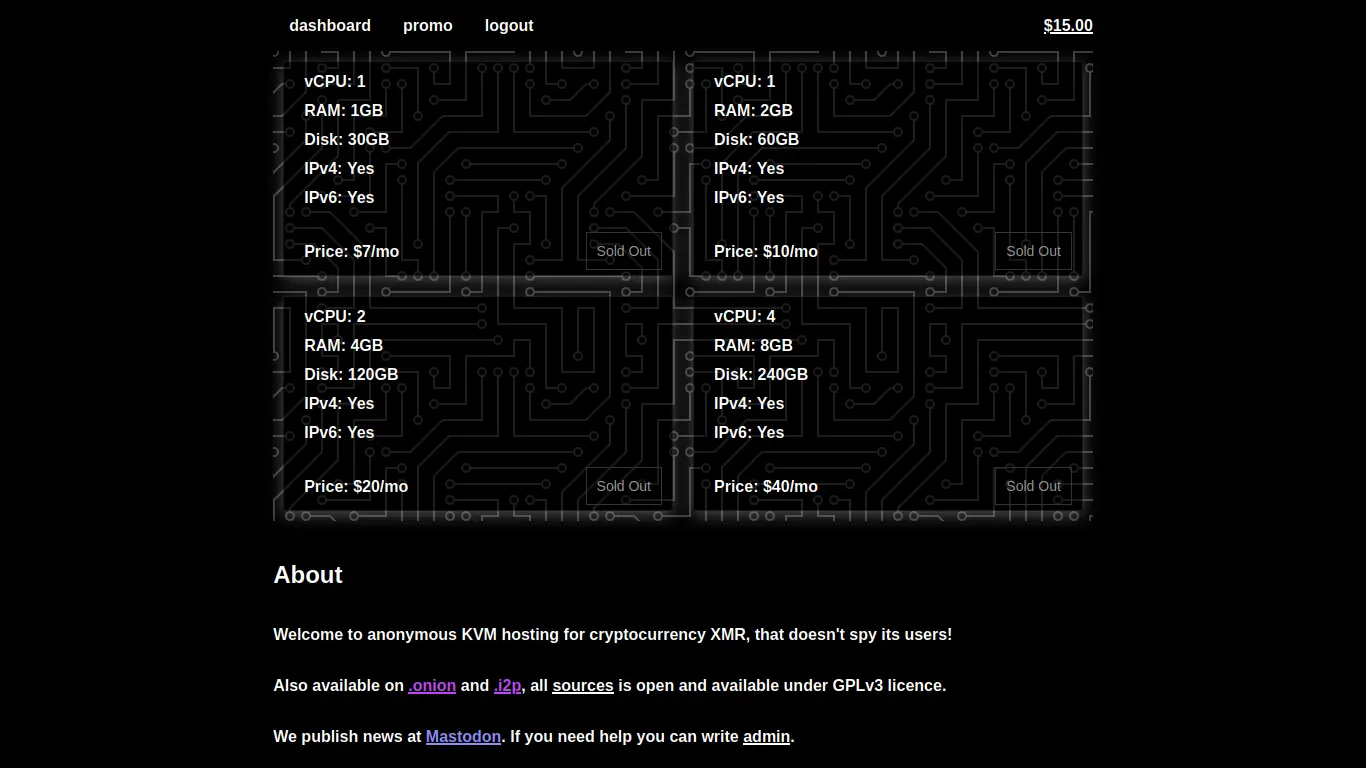 dashboard promo logout $15.00
vCPU: 1
RAM: 1GB
Disk: 30GB
IPv4: Yes
IPv6: Yes
Price: $7/mo Sold Out
vCPU: 1
RAM: 2GB
Disk: 60GB
IPv4: Yes
IPv6: Yes
Price: $10/mo Sold Out
vCPU: 2
RAM: 4GB
Disk: 120GB
IPv4: Yes
IPv6: Yes
Price: $20/mo Sold Out
vCPU: 4
RAM: 8GB
Disk: 240GB
IPv4: Yes
IPv6: Yes
Price: $40/mo Sold Out
About
Welcome to anonymous KVM hosting for cryptocurrency XMR, that doesn't spy its users!
Also available on .onion and .i2p, all sources is open and available under GPLv3 licence.
We publish news at Mastodon. If you need help you can write admin.